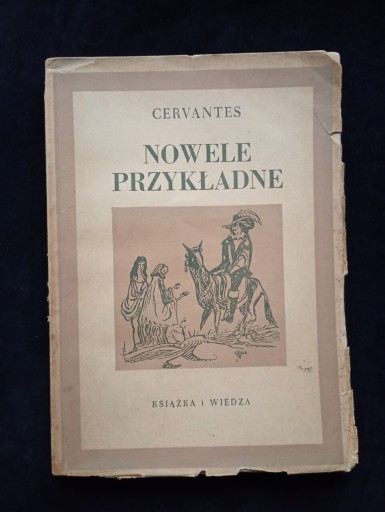 CERVANTES
NOWELE
PRZYKŁADNE
KSIĄŻKA i WIEDZA